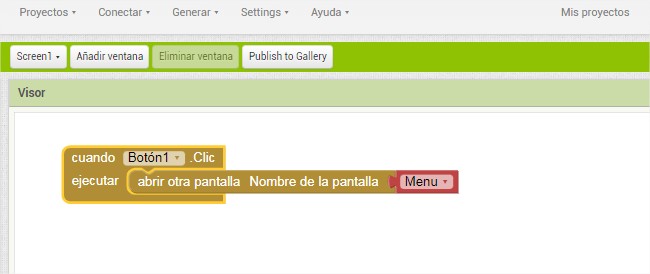 Proyectos Conectar Generar Settings Ayuda Mis proyectos
Screen1 Añadir ventana Eliminar ventana Publish to Gallery
Visor
cuando Botón1 .Clic
ejecutar abrir otra pantalla Nombre de la pantalla Menu